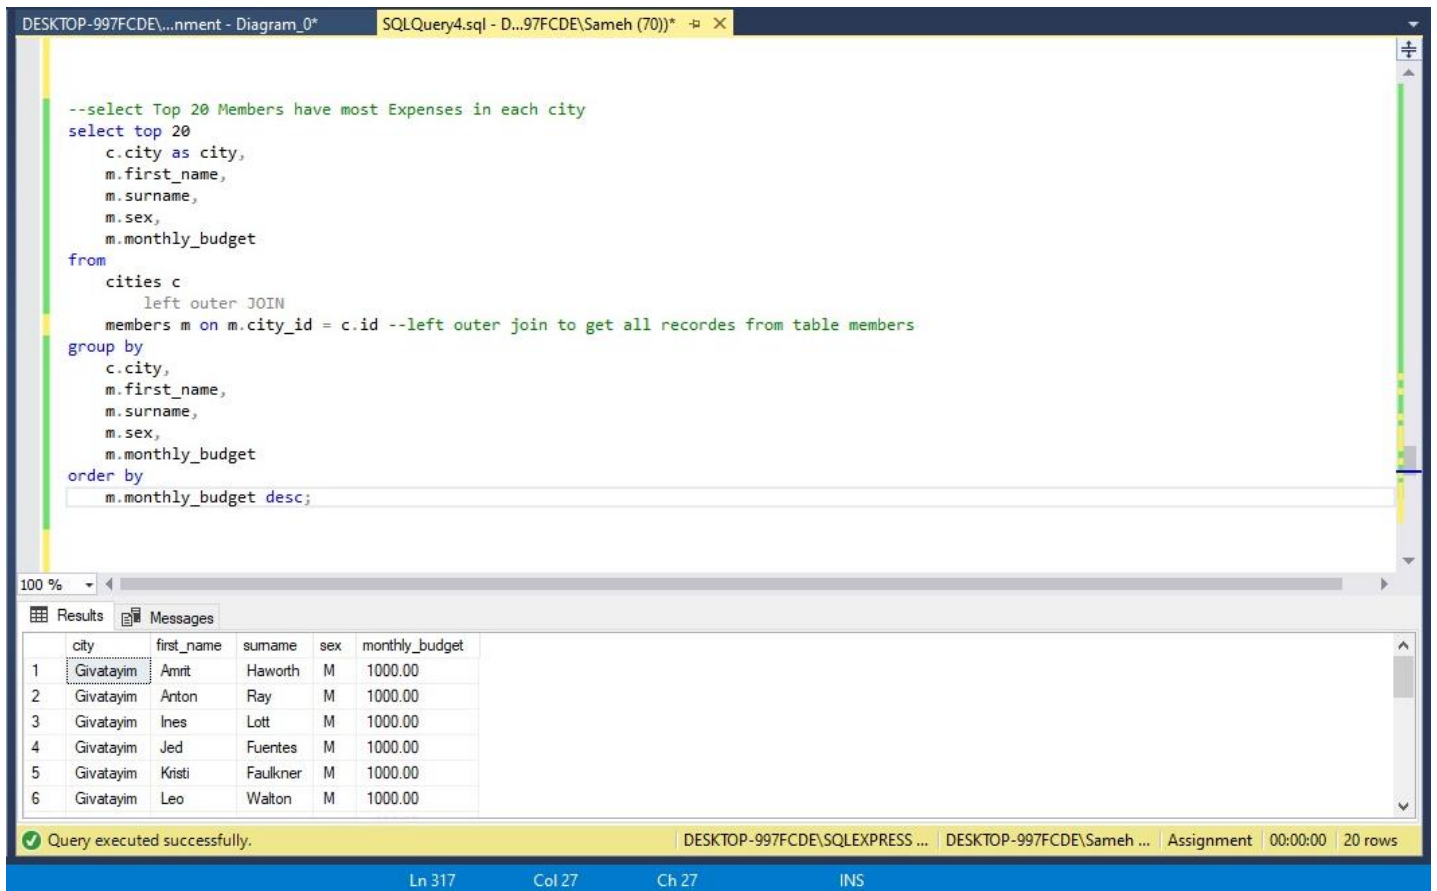 DESKTOP-997FCDE\...nment - Diagram_0* SQLQuery4.sql - D...97FCDE\Sameh (70))*
--select Top 20 Members have most Expenses in each city
select top 20
c.city as city,
m.first_name,
m.surname,
m.sex,
m.monthly_budget
from
cities c
left outer JOIN
members m on m.city_id = c.id --left outer join to get all recordes from table members
group by
c.city,
m.first_name,
m.surname,
m.sex,
m.monthly_budget
order by
m.monthly_budget desc;
100 %
Results Messages
city first_name surname sex monthly_budget
1 Givatayim Amrit Haworth M 1000.00
2 Givatayim Anton Ray M 1000.00
3 Givatayim Ines Lott M 1000.00
4 Givatayim Jed Fuentes M 1000.00
5 Givatayim Kristi Faulkner M 1000.00
6 Givatayim Leo Walton M 1000.00
Query executed successfully. DESKTOP-997FCDE\SQLEXPRESS ... DESKTOP-997FCDE\Sameh ... Assignment 00:00:00 20 rows
Ln 317 Col 27 Ch 27 INS